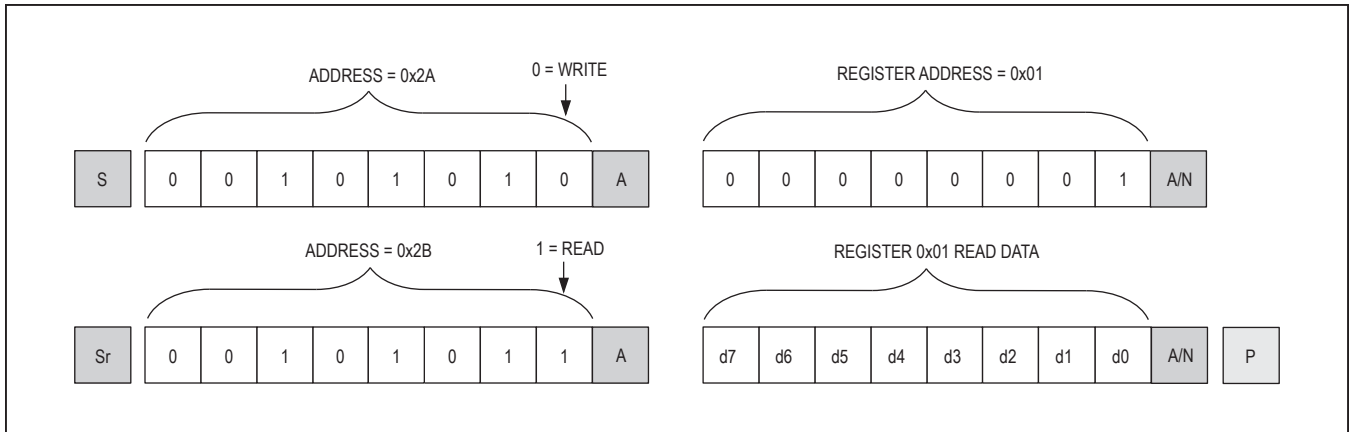 ADDRESS = 0x2A 0 = WRITE REGISTER ADDRESS = 0x01
S 0 0 1 0 1 0 1 0 A 0 0 0 0 0 0 0 1 A/N
ADDRESS = 0x2B 1 = READ REGISTER 0x01 READ DATA
Sr 0 0 1 0 1 0 1 1 A d7 d6 d5 d4 d3 d2 d1 d0 A/N P